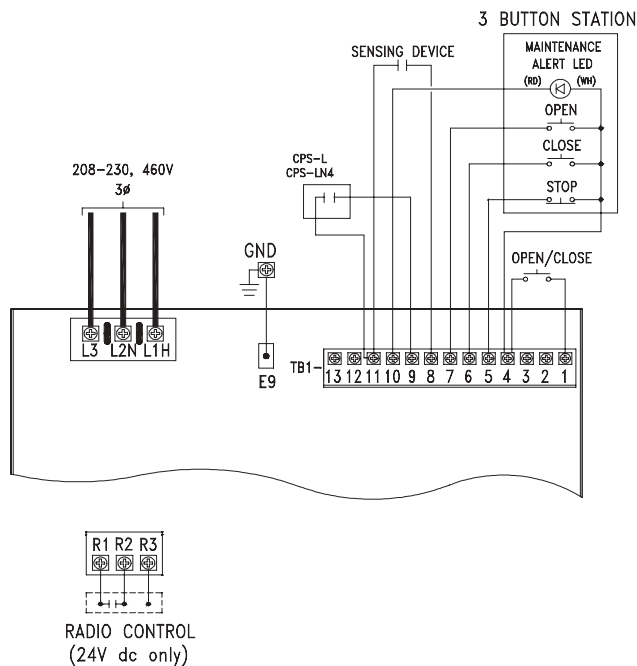 3 BUTTON STATION
SENSING DEVICE
MAINTENANCE
ALERT LED
(RD) (WH)
OPEN
CLOSE
STOP
CPS-L
CPS-LN4
208-230, 460V
3ø
GND
OPEN/CLOSE
L3 L2N L1H
E9
TB1-
13 12 11 10 9 8 7 6 5 4 3 2 1
R1 R2 R3
RADIO CONTROL
(24V dc only)